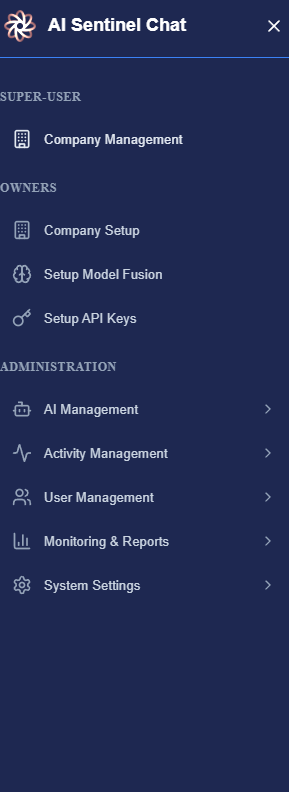 AI Sentinel Chat
SUPER-USER
Company Management
OWNERS
Company Setup
Setup Model Fusion
Setup API Keys
ADMINISTRATION
AI Management
Activity Management
User Management
Monitoring & Reports
System Settings